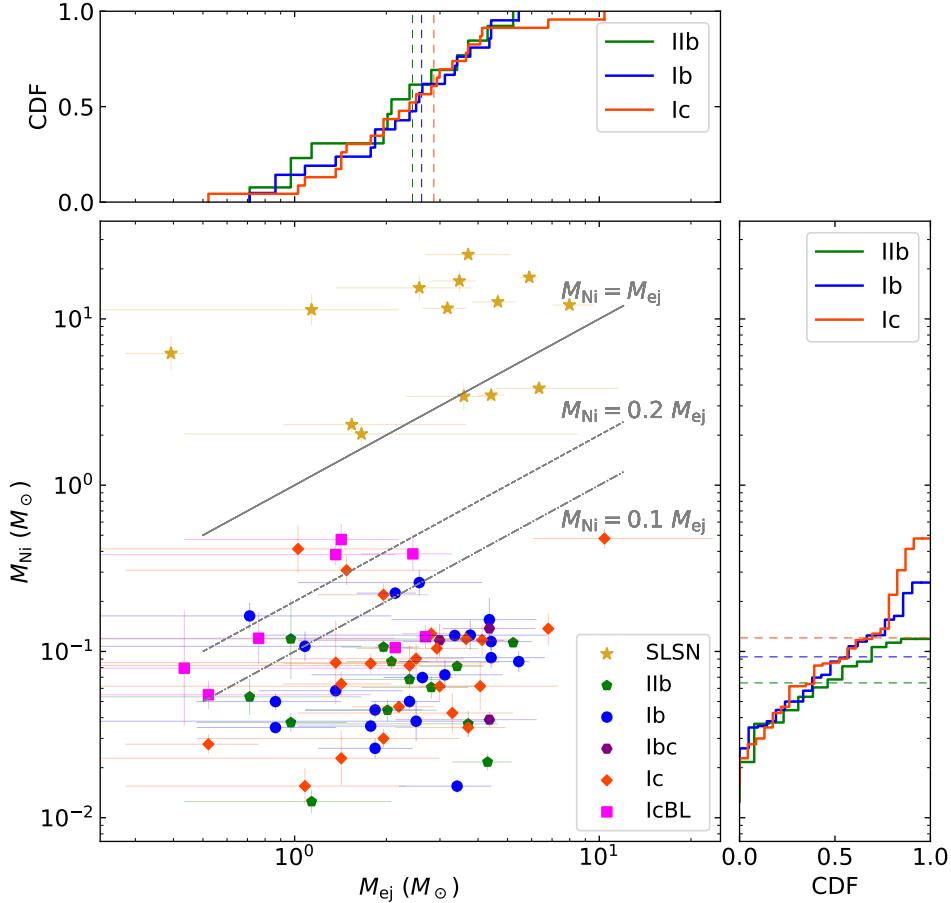 1.0
0.5
0.0
CDF
IIb
Ib
Ic
10¹
10⁰
10⁻¹
10⁻²
M_Ni (M_⊙)
M_Ni = M_ej
M_Ni = 0.2 M_ej
M_Ni = 0.1 M_ej
SLSN
IIb
Ib
Ibc
Ic
IcBL
10⁰ 10¹
M_ej (M_⊙)
IIb
Ib
Ic
0.0 0.5 1.0
CDF